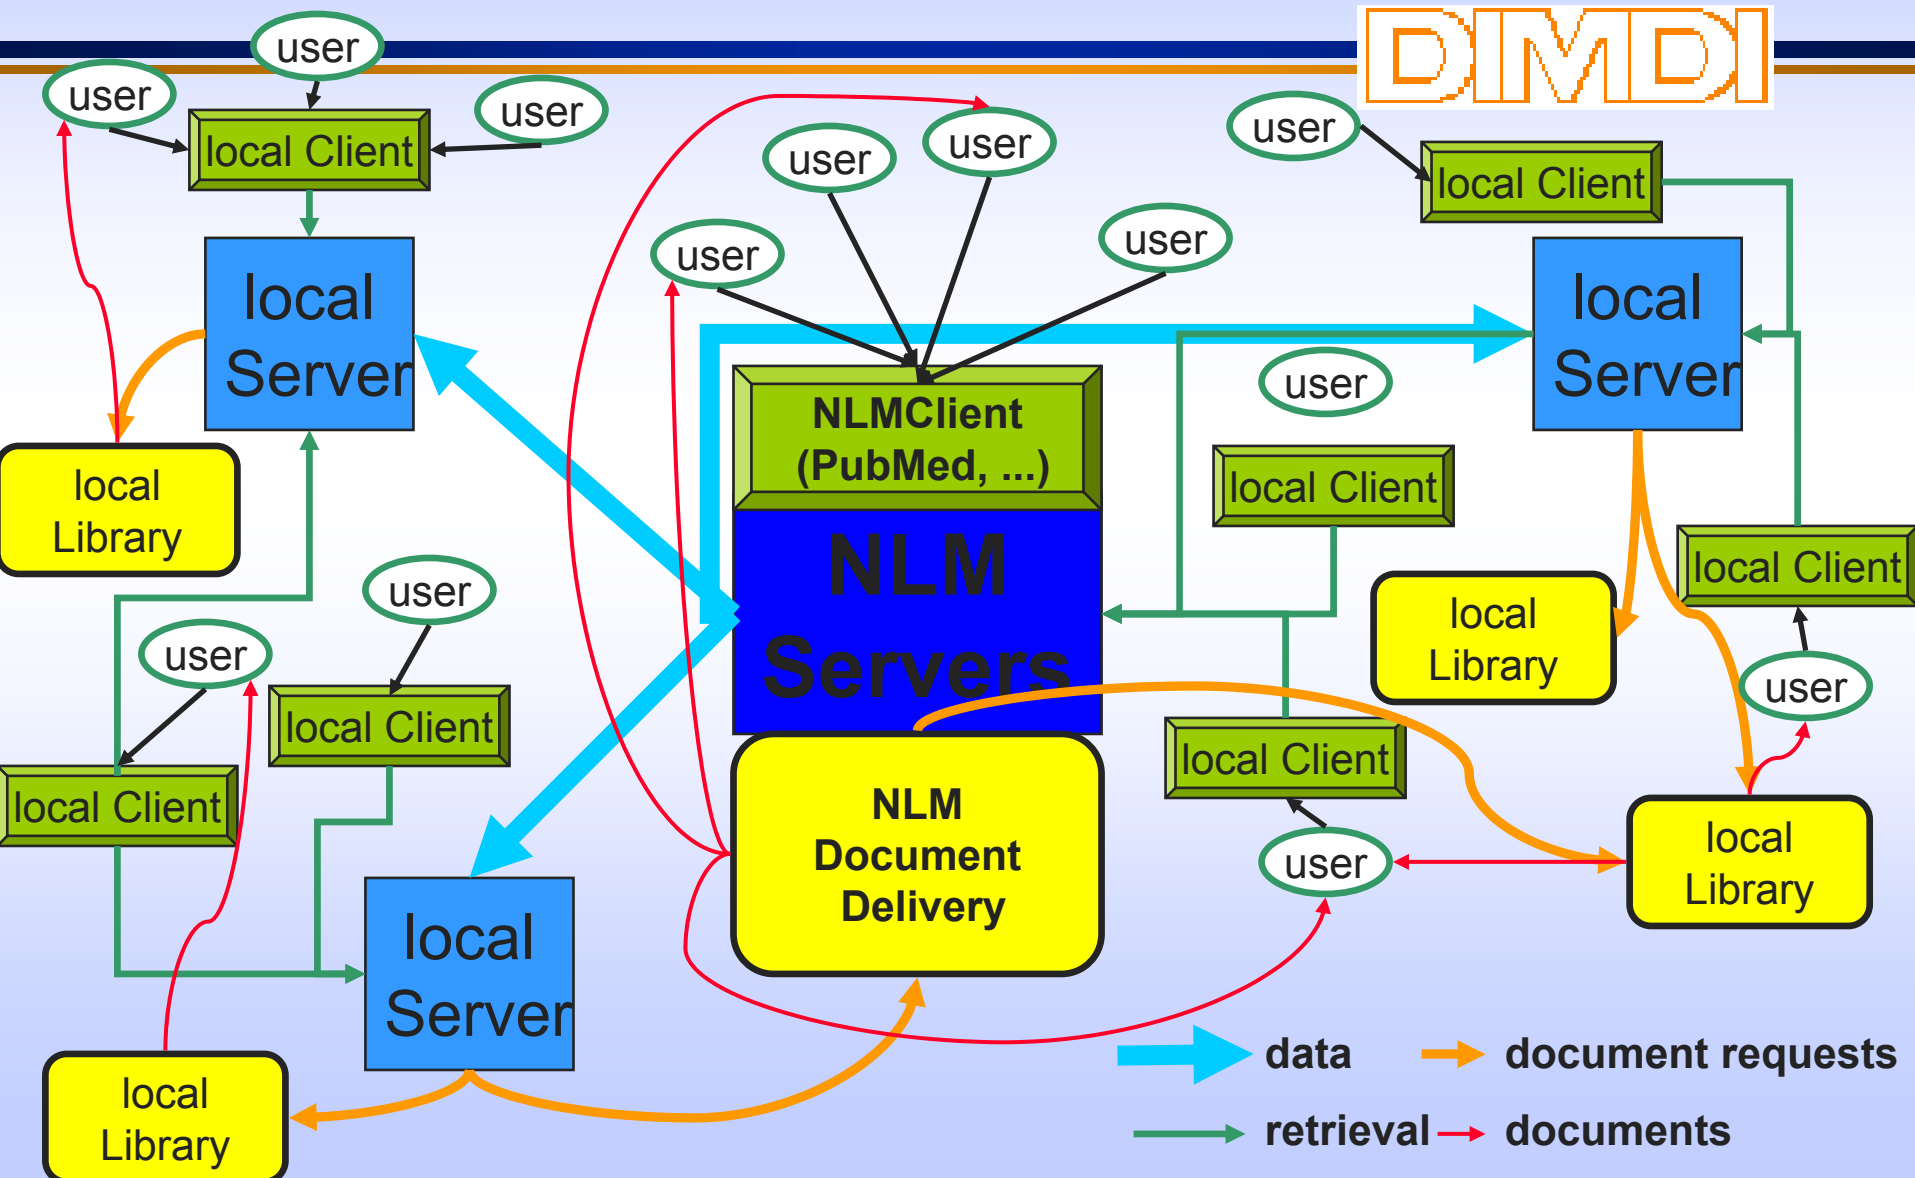 DIMDI
user
user
user
local Client
user
user
user
local Client
user
user
local
Server
local
Server
user
NLMClient
(PubMed, ...)
local Client
local
Library
NLM
Servers
local Client
user
local
Library
user
user
local Client
local Client
local Client
NLM
Document
Delivery
user
local
Library
local
Server
data
document requests
local
Library
retrieval
documents